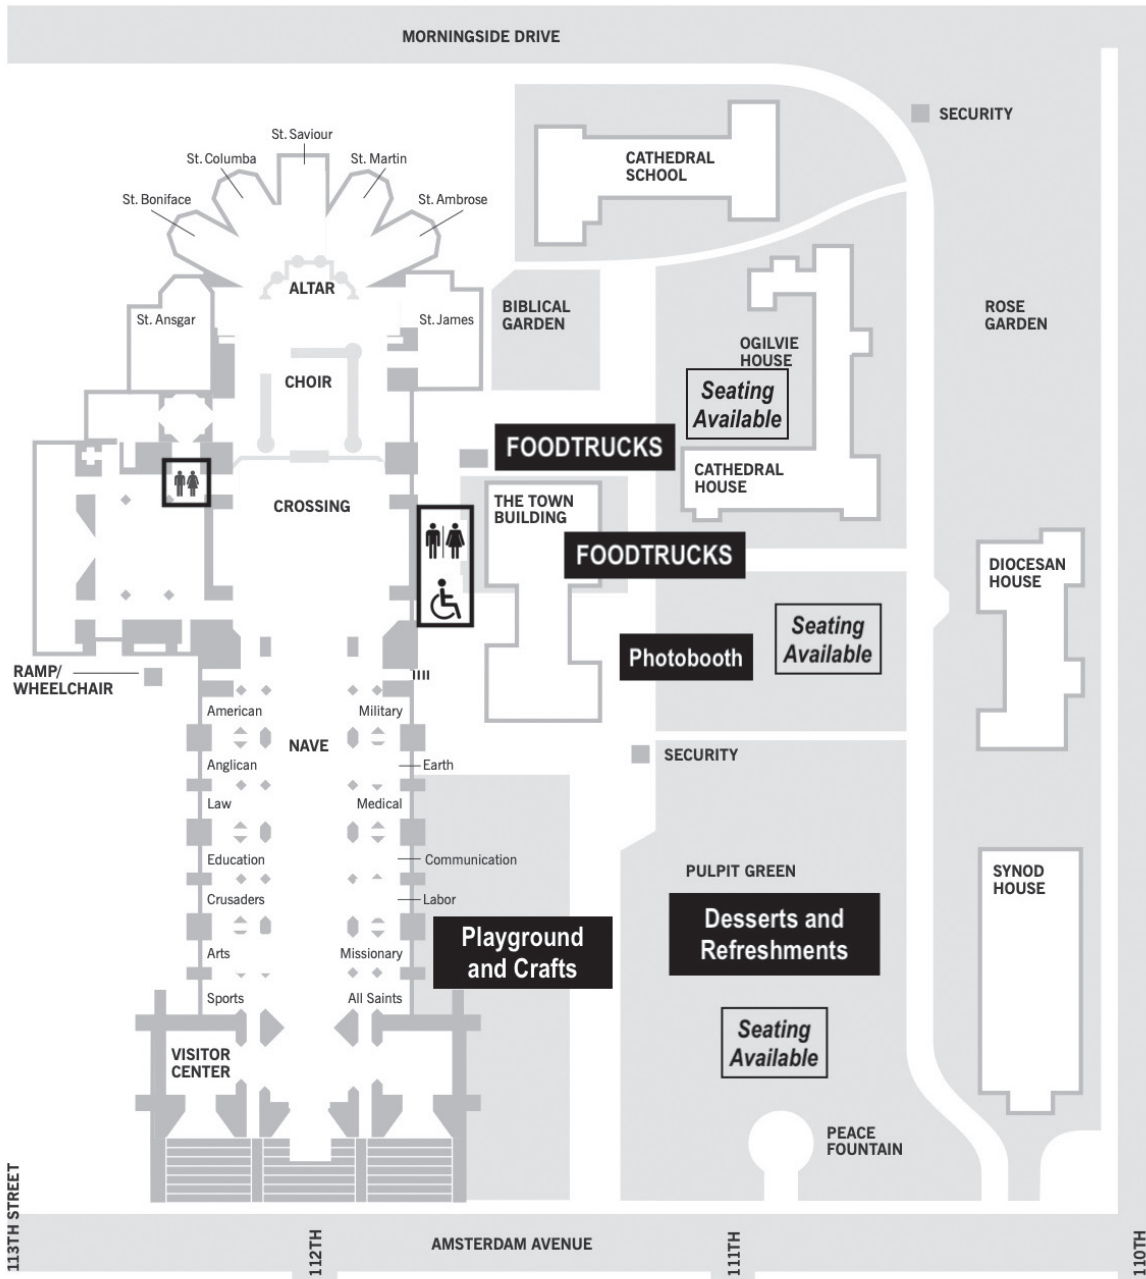 MORNINGSIDE DRIVE
SECURITY
St. Saviour
St. Columba
St. Martin
CATHEDRAL
SCHOOL
St. Boniface
St. Ambrose
ALTAR
St. Ansgar
St. James
BIBLICAL
GARDEN
ROSE
GARDEN
OGILVIE
HOUSE
CHOIR
Seating
Available
FOODTRUCKS
CATHEDRAL
HOUSE
CROSSING
THE TOWN
BUILDING
FOODTRUCKS
DIOCESAN
HOUSE
Seating
Available
Photobooth
RAMP/
WHEELCHAIR
American
Military
NAVE
SECURITY
Anglican
Earth
Law
Medical
Education
Communication
PULPIT GREEN
SYNOD
HOUSE
Crusaders
Labor
Desserts and
Refreshments
Playground
and Crafts
Arts
Missionary
Sports
All Saints
Seating
Available
VISITOR
CENTER
PEACE
FOUNTAIN
113TH STREET
112TH
AMSTERDAM AVENUE
111TH
110TH